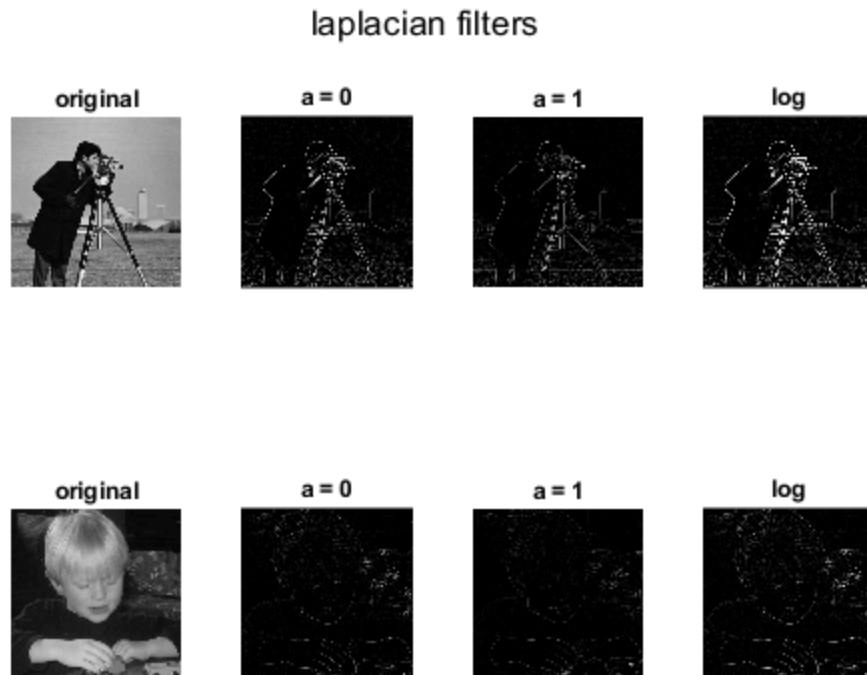 laplacian filters
original a = 0 a = 1 log
original a = 0 a = 1 log